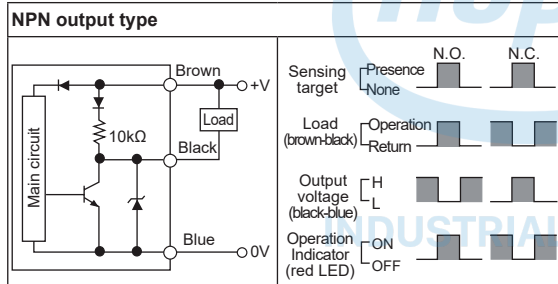 NPN output type
Brown
+V
Load
10kΩ
Black
Main circuit
Blue
0V
N.O. N.C.
Sensing target
Presence
None
Load (brown-black)
Operation
Return
Output voltage (black-blue)
H
L
Operation Indicator (red LED)
ON
OFF
INDUSTRIAL